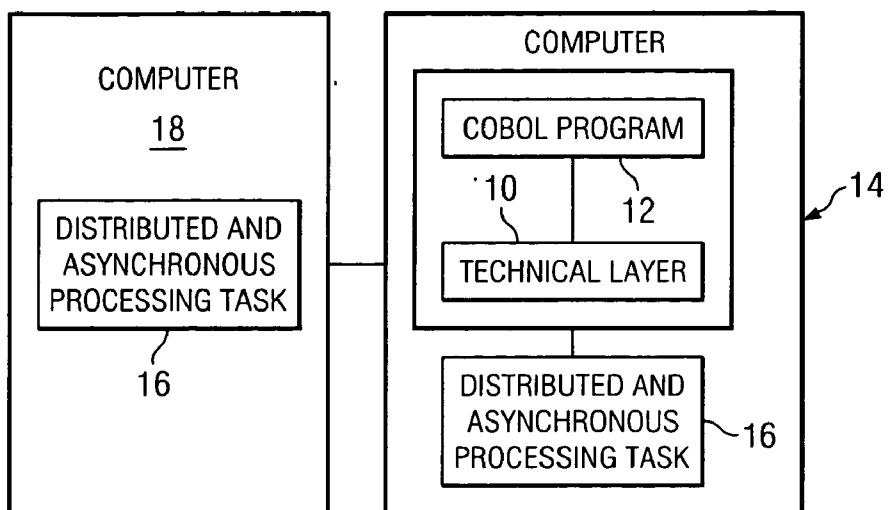 COMPUTER
18
DISTRIBUTED AND
ASYNCHRONOUS
PROCESSING TASK
16
COMPUTER
COBOL PROGRAM
10
12
TECHNICAL LAYER
14
DISTRIBUTED AND
ASYNCHRONOUS
PROCESSING TASK
16